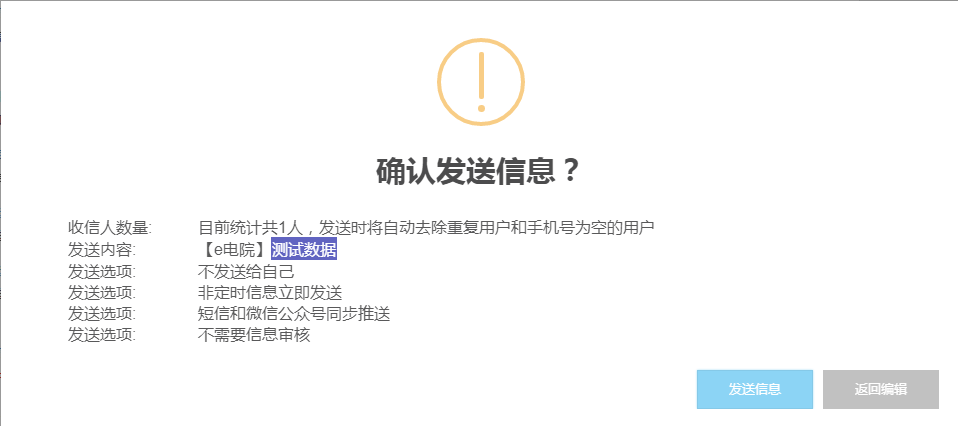 确认发送信息？
收信人数量: 目前统计共1人，发送时将自动去除重复用户和手机号为空的用户
发送内容: 【e电院】测试数据
发送选项: 不发送给自己
发送选项: 非定时信息立即发送
发送选项: 短信和微信公众号同步推送
发送选项: 不需要信息审核
发送信息 返回编辑